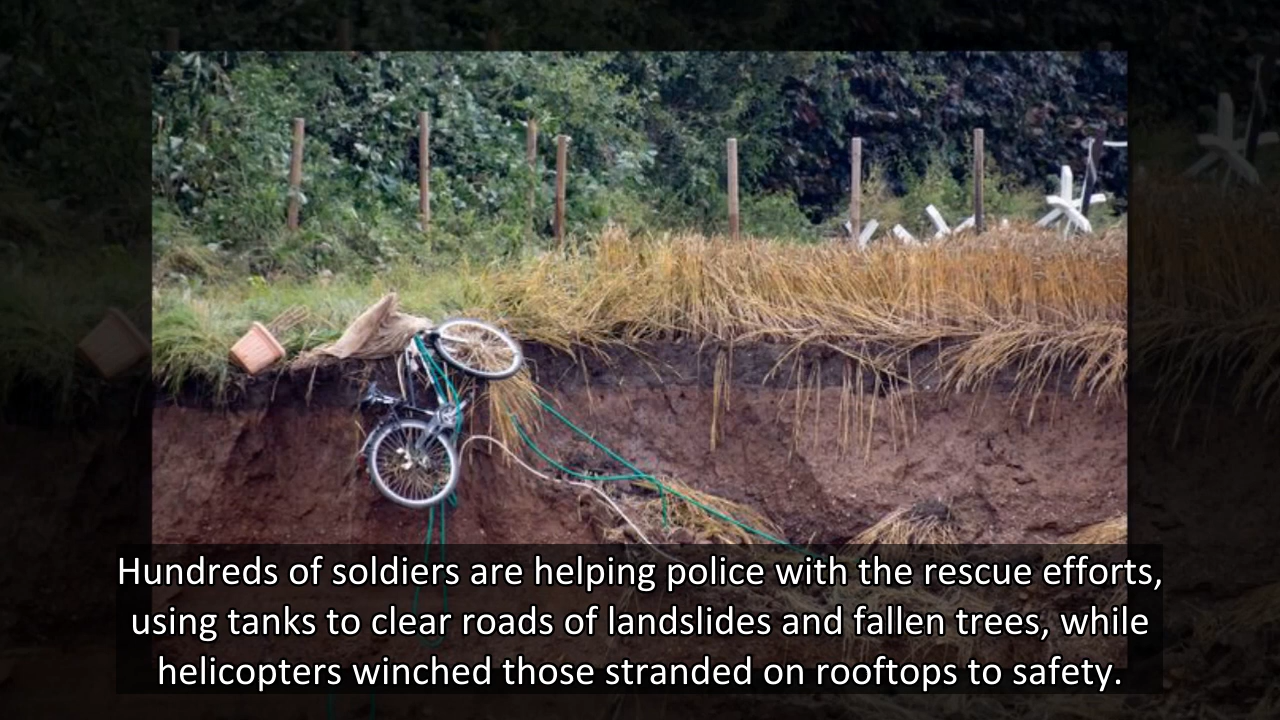 Hundreds of soldiers are helping police with the rescue efforts,
using tanks to clear roads of landslides and fallen trees, while
helicopters winched those stranded on rooftops to safety.